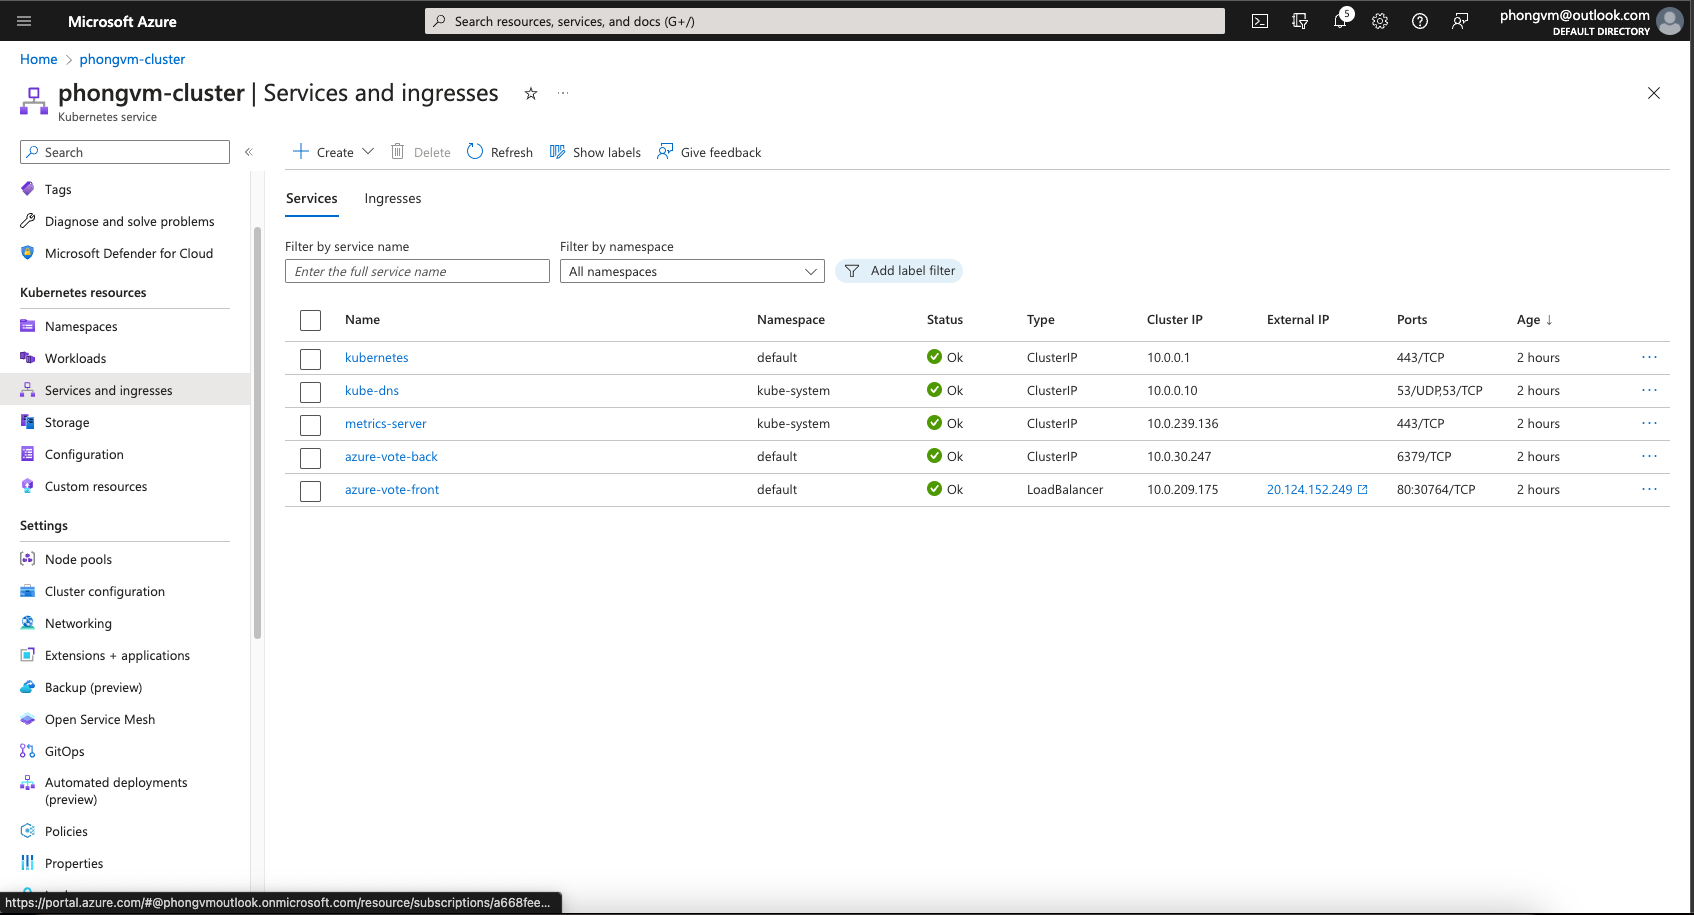 Microsoft Azure
Search resources, services, and docs (G+/)
5
phongvm@outlook.com
DEFAULT DIRECTORY
Home > phongvm-cluster
phongvm-cluster | Services and ingresses
Kubernetes service
Search
Create Delete Refresh Show labels Give feedback
Tags
Diagnose and solve problems
Microsoft Defender for Cloud
Kubernetes resources
Namespaces
Workloads
Services and ingresses
Storage
Configuration
Custom resources
Settings
Node pools
Cluster configuration
Networking
Extensions + applications
Backup (preview)
Open Service Mesh
GitOps
Automated deployments
(preview)
Policies
Properties
Services Ingresses
Filter by service name Filter by namespace
Enter the full service name All namespaces Add label filter
Name Namespace Status Type Cluster IP External IP Ports Age ↓
kubernetes default Ok ClusterIP 10.0.0.1 443/TCP 2 hours
kube-dns kube-system Ok ClusterIP 10.0.0.10 53/UDP,53/TCP 2 hours
metrics-server kube-system Ok ClusterIP 10.0.239.136 443/TCP 2 hours
azure-vote-back default Ok ClusterIP 10.0.30.247 6379/TCP 2 hours
azure-vote-front default Ok LoadBalancer 10.0.209.175 20.124.152.249 80:30764/TCP 2 hours
https://portal.azure.com/#@phongvmoutlook.onmicrosoft.com/resource/subscriptions/a668fee...